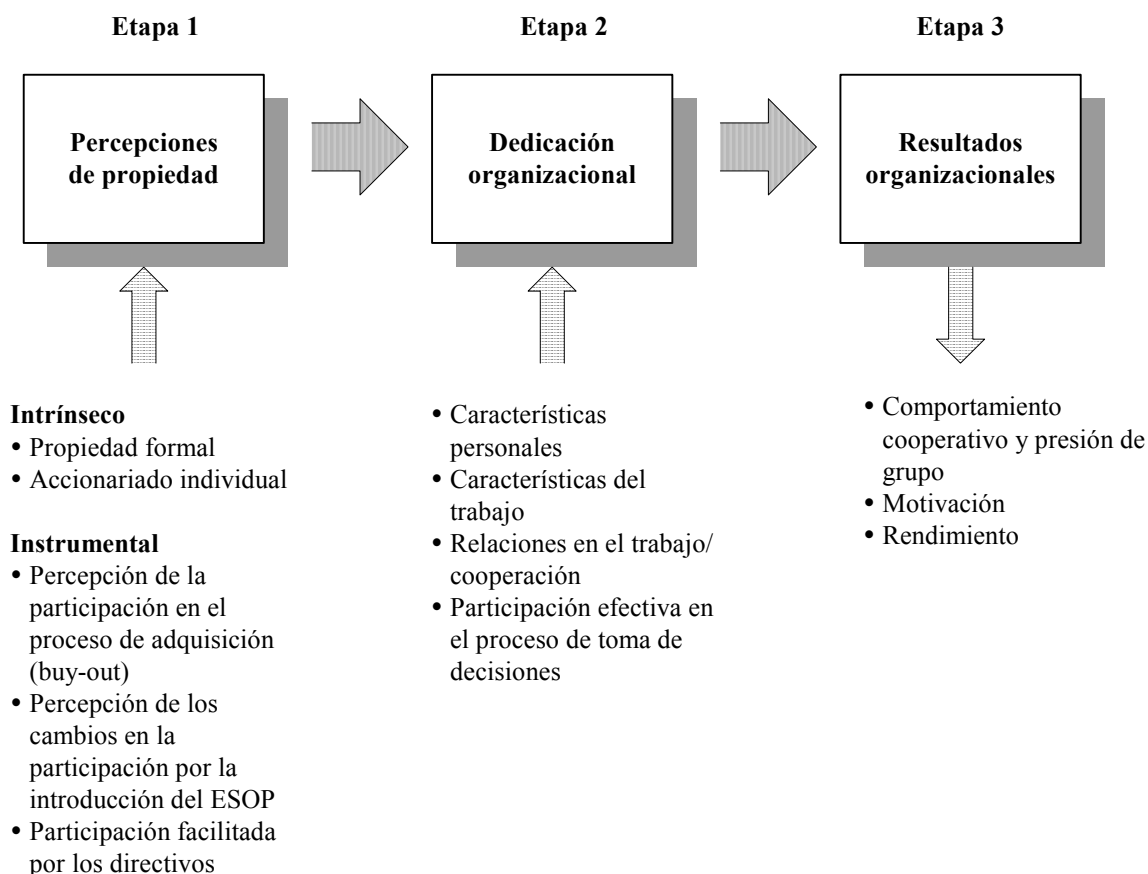 Etapa 1
Etapa 2
Etapa 3
Percepciones
de propiedad
Dedicación
organizacional
Resultados
organizacionales
Intrínseco
• Propiedad formal
• Accionariado individual
Instrumental
• Percepción de la
participación en el
proceso de adquisición
(buy-out)
• Percepción de los
cambios en la
participación por la
introducción del ESOP
• Participación facilitada
por los directivos
• Características
personales
• Características del
trabajo
• Relaciones en el trabajo/
cooperación
• Participación efectiva en
el proceso de toma de
decisiones
• Comportamiento
cooperativo y presión de
grupo
• Motivación
• Rendimiento